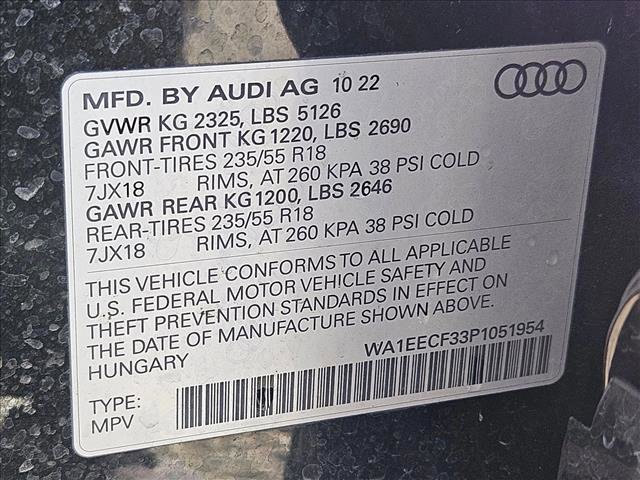 MFD. BY AUDI AG 10 22
GVWR KG 2325, LBS 5126
GAWR FRONT KG 1220, LBS 2690
FRONT-TIRES 235/55 R18
7JX18 RIMS, AT 260 KPA 38 PSI COLD
GAWR REAR KG 1200, LBS 2646
REAR-TIRES 235/55 R18
7JX18 RIMS, AT 260 KPA 38 PSI COLD
THIS VEHICLE CONFORMS TO ALL APPLICABLE
U.S. FEDERAL MOTOR VEHICLE SAFETY AND
THEFT PREVENTION STANDARDS IN EFFECT ON
THE DATE OF MANUFACTURE SHOWN ABOVE.
HUNGARY
WA1EECF33P1051954
TYPE:
MPV